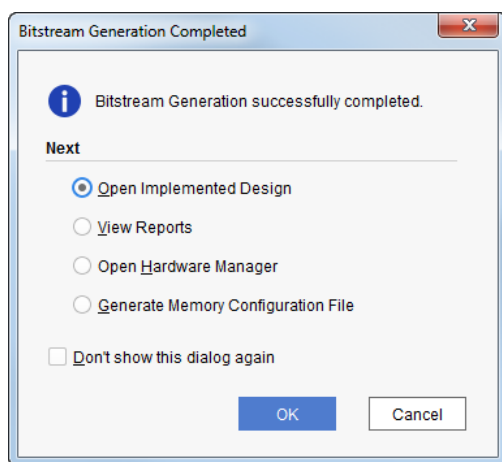 Bitstream Generation Completed
Bitstream Generation successfully completed.
Next
Open Implemented Design
View Reports
Open Hardware Manager
Generate Memory Configuration File
Don't show this dialog again
OK
Cancel